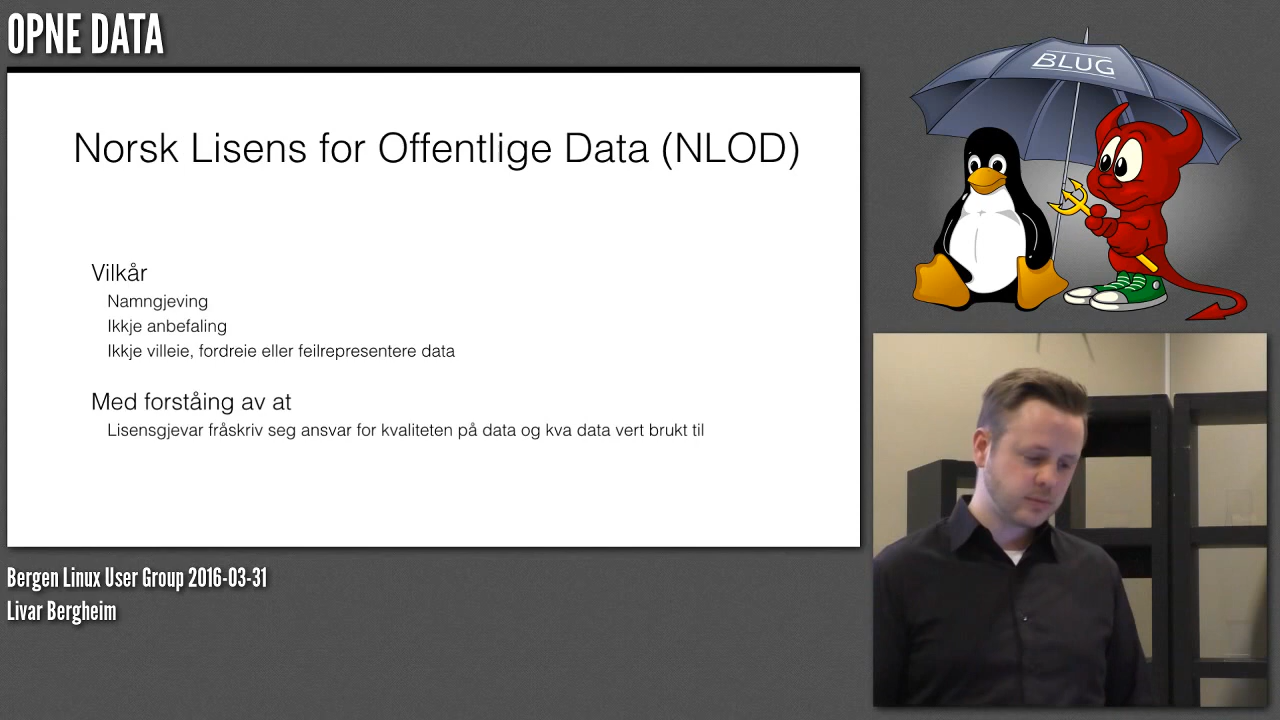 OPNE DATA
BLUG
Norsk Lisens for Offentlige Data (NLOD)
Vilkår
Namngjeving
Ikkje anbefaling
Ikkje villeie, fordreie eller feilrepresentere data
Med forståing av at
Lisensgjevar fråskriv seg ansvar for kvaliteten på data og kva data vert brukt til
Bergen Linux User Group 2016-03-31
Livar Bergheim